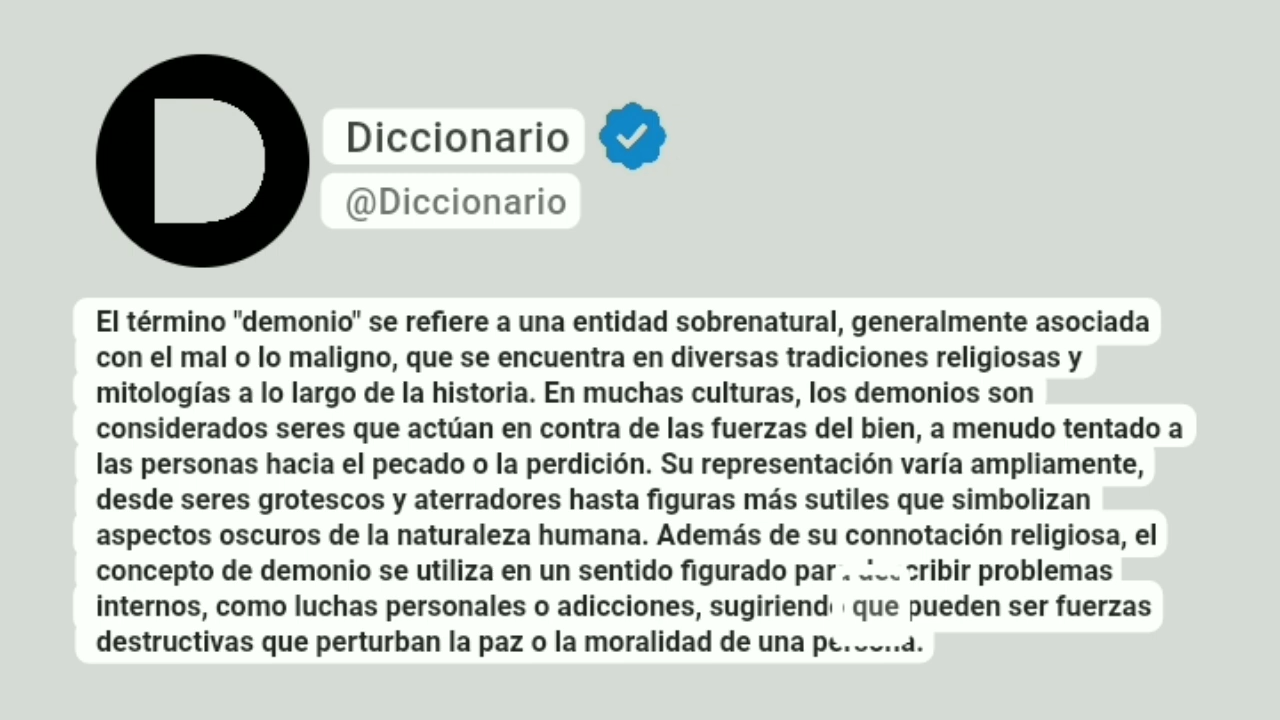 D
Diccionario
@Diccionario
El término "demonio" se refiere a una entidad sobrenatural, generalmente asociada
con el mal o lo maligno, que se encuentra en diversas tradiciones religiosas y
mitologías a lo largo de la historia. En muchas culturas, los demonios son
considerados seres que actúan en contra de las fuerzas del bien, a menudo tentado a
las personas hacia el pecado o la perdición. Su representación varía ampliamente,
desde seres grotescos y aterradores hasta figuras más sutiles que simbolizan
aspectos oscuros de la naturaleza humana. Además de su connotación religiosa, el
concepto de demonio se utiliza en un sentido figurado para describir problemas
internos, como luchas personales o adicciones, sugiriendo que pueden ser fuerzas
destructivas que perturban la paz o la moralidad de una persona.